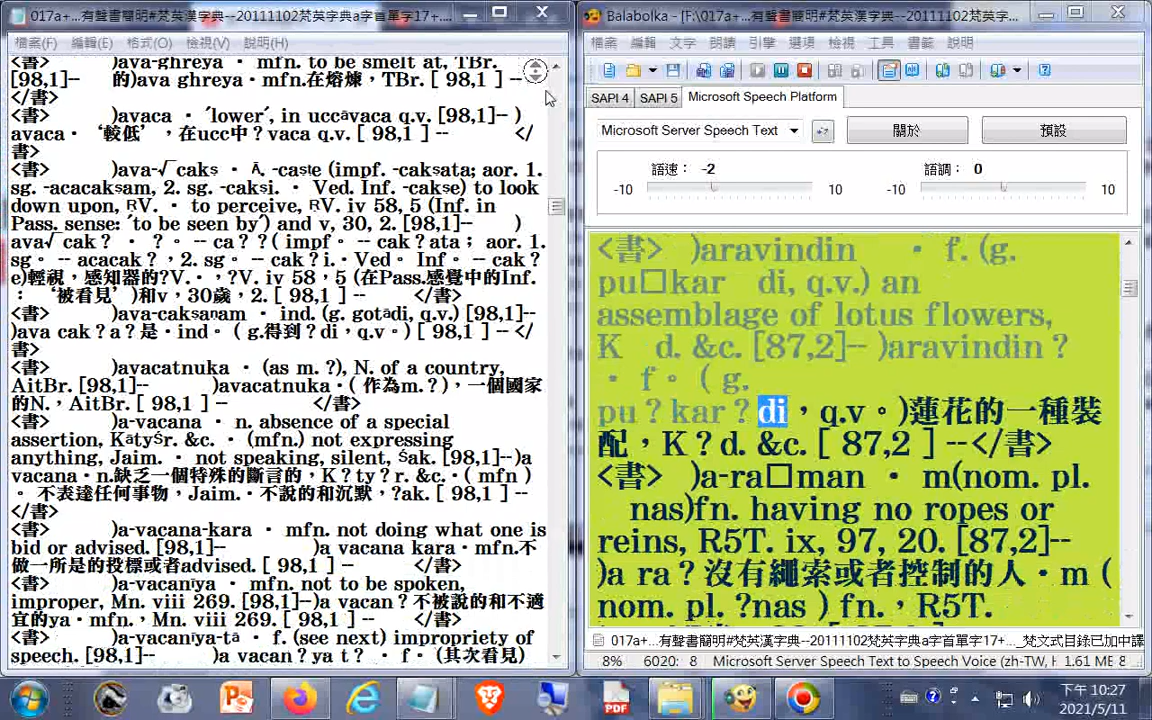 017a+...有聲書簡明#梵英漢字典--20111102梵英字典a字首單字17+...
檔案(F) 編輯(E) 格式(O) 檢視(V) 說明(H)
<書> )ava-ghreya · mfn. to be smelt at, TBr.
[98,1]-- 的)ava ghreya·mfn.在熔煉，TBr. [ 98,1 ] --
</書>
<書> )avaca · 'lower', in uccāvaca q.v. [98,1]-- )
avaca·‘較低’，在ucc中？vaca q.v. [ 98,1 ] -- </
書>
<書> )ava-√cakṣ · Ā. -caṣṭe (impf. -cakṣata; aor. 1.
sg. -acacakṣam, 2. sg. -cakṣi. · Ved. Inf. -cakṣe) to look
down upon, RV. · to perceive, RV. iv 58, 5 (Inf. in
Pass. sense: 'to be seen by') and v, 30, 2. [98,1]-- )
ava√cak？·？。-- ca？？( impf。-- cak？ata； aor. 1.
sg。-- acacak？，2. sg。-- cak？i.·Ved。Inf。-- cak？
e)輕視，感知器的?V.·，?V. iv 58，5 (在Pass.感覺中的Inf.
：‘被看見’)和v，30歲，2. [ 98,1 ] -- </書>
<書> )ava-cakṣaṇam · ind. (g. gotādi, q.v.) [98,1]--
)ava cak？a？是·ind。( g.得到？di，q.v。) [ 98,1 ] -- </
書>
<書> )avacatnuka · (as m. ?), N. of a country,
AitBr. [98,1]-- )avacatnuka·( 作為m.？)，一個國家
的N.，AitBr. [ 98,1 ] -- </書>
<書> )a-vacana · n. absence of a special
assertion, Kātyśr. &c. · (mfn.) not expressing
anything, Jaim. · not speaking, silent, śak. [98,1]--)a
vacana·n.缺乏一個特殊的斷言的，K？ty？r. &c.·( mfn )
。不表達任何事物，Jaim.·不說的和沉默，?ak. [ 98,1 ] --
</書>
<書> )a-vacana-kara · mfn. not doing what one is
bid or advised. [98,1]-- )a vacana kara·mfn.不
做一所是的投標或者advised. [ 98,1 ] -- </書>
<書> )a-vacanīya · mfn. not to be spoken,
improper, Mn. viii 269. [98,1]--)a vacan？不被說的和不適
宜的ya·mfn.，Mn. viii 269. [ 98,1 ] -- </書>
<書> )a-vacanīya-tā · f. (see next) impropriety of
speech. [98,1]-- )a vacan？ya t？· f·(其次看見)
Balabolka - [F:\017a+...有聲書簡明#梵英漢字典--20111102梵英字...
檔案 編輯 文字 朗讀 引擎 選項 檢視 工具 書籤 說明
SAPI 4 SAPI 5 Microsoft Speech Platform
Microsoft Server Speech Text 關於 預設
語速： -2 語調： 0
-10 10 -10 10
<書> )aravindin · f. (g.
pu□kar di, q.v.) an
assemblage of lotus flowers,
K d. &c. [87,2]-- )aravindin？
·f。( g.
pu？kar？di，q.v。)蓮花的一種裝
配，K？d. &c. [ 87,2 ] --</書>
<書> )a-ra□man · m(nom. pl.
nas)fn. having no ropes or
reins, R5T. ix, 97, 20. [87,2]--
)a ra？沒有繩索或者控制的人·m (
nom. pl. ?nas ) fn.，R5T.
017a+...有聲書簡明#梵英漢字典--20111102梵英字典a字首單字17+..._梵文式目錄已加中譯
8% 6020: 8 Microsoft Server Speech Text to Speech Voice (zh-TW, H 1.61 ME 8
PDF
下午 10:27
2021/5/11